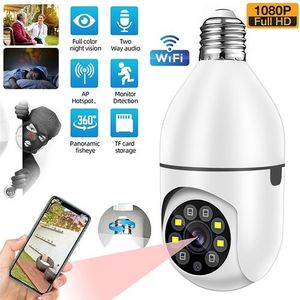 1080P
Full HD
Full color
night vision
Two
Way audio
WiFi
AP
Hotspot.
Monitor
Detection
360°
Panoramic
fisheye
TF card
storage